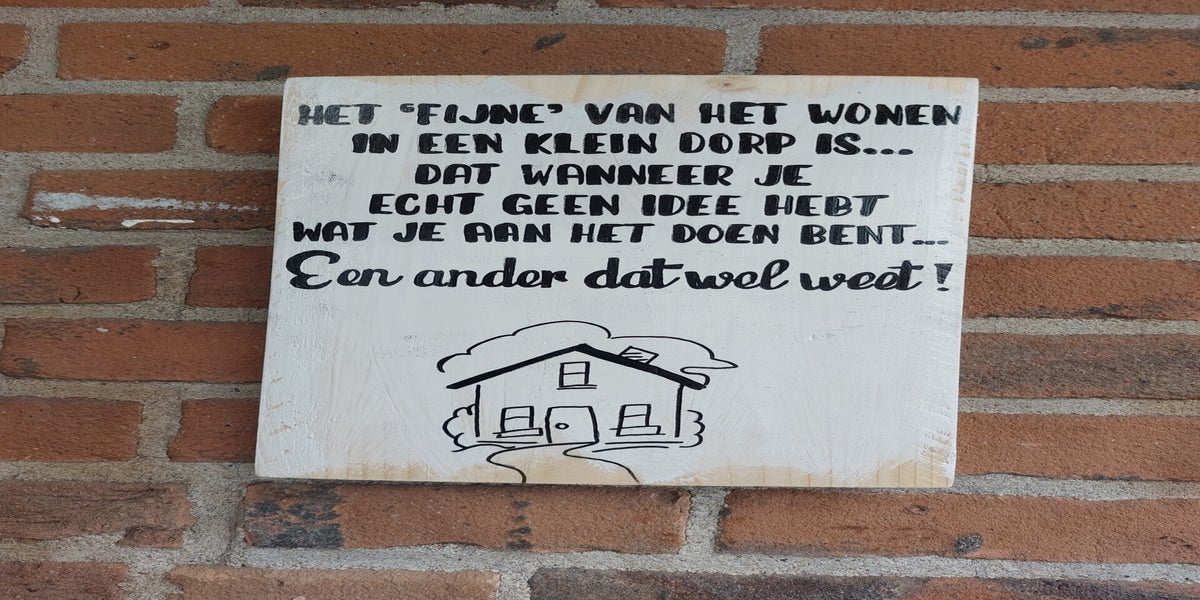 HET 'FIJNE' VAN HET WONEN
IN EEN KLEIN DORP IS...
DAT WANNEER JE
ECHT GEEN IDEE HEBT
WAT JE AAN HET DOEN BENT...
Een ander dat wel weet!